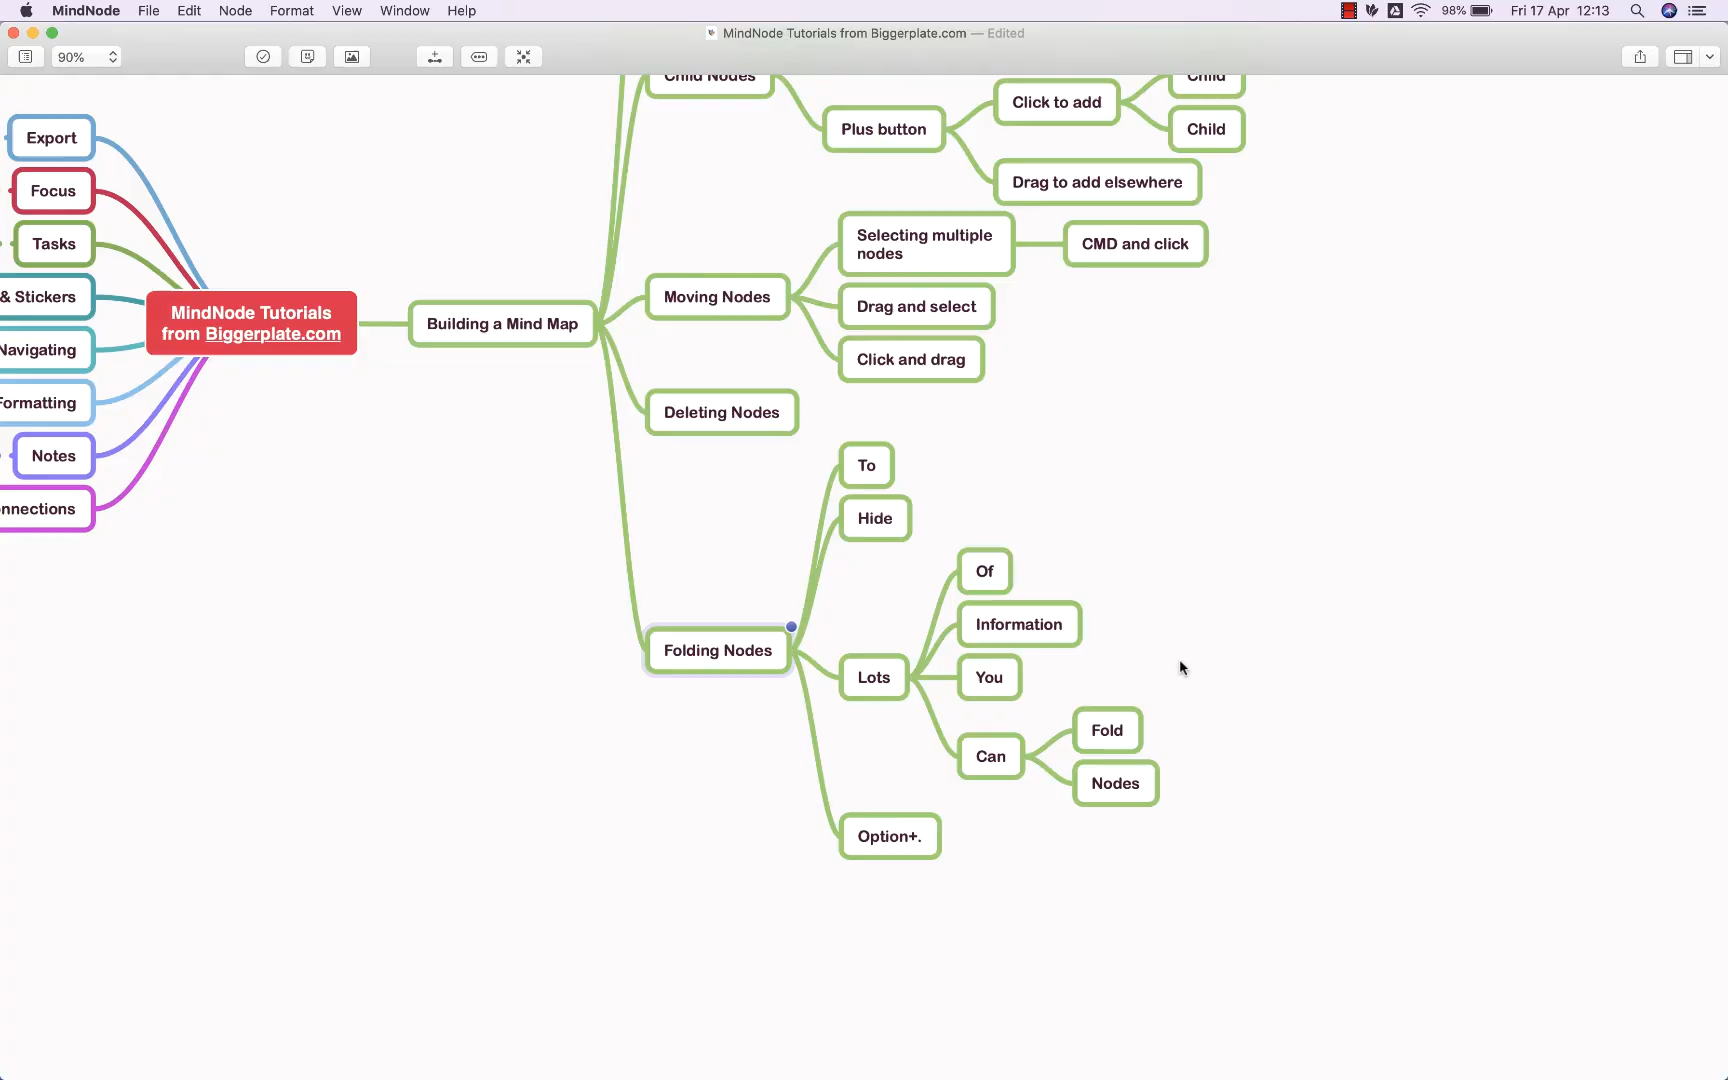 MindNode File Edit Node Format View Window Help
98% Fri 17 Apr 12:13
MindNode Tutorials from Biggerplate.com — Edited
90%
Child Nodes
Child
Click to add
Plus button
Child
Drag to add elsewhere
Export
Focus
Tasks
& Stickers
Navigating
Formatting
Notes
nnections
MindNode Tutorials
from Biggerplate.com
Building a Mind Map
Selecting multiple
nodes
CMD and click
Moving Nodes
Drag and select
Click and drag
Deleting Nodes
To
Hide
Of
Information
Folding Nodes
Lots
You
Fold
Can
Nodes
Option+.